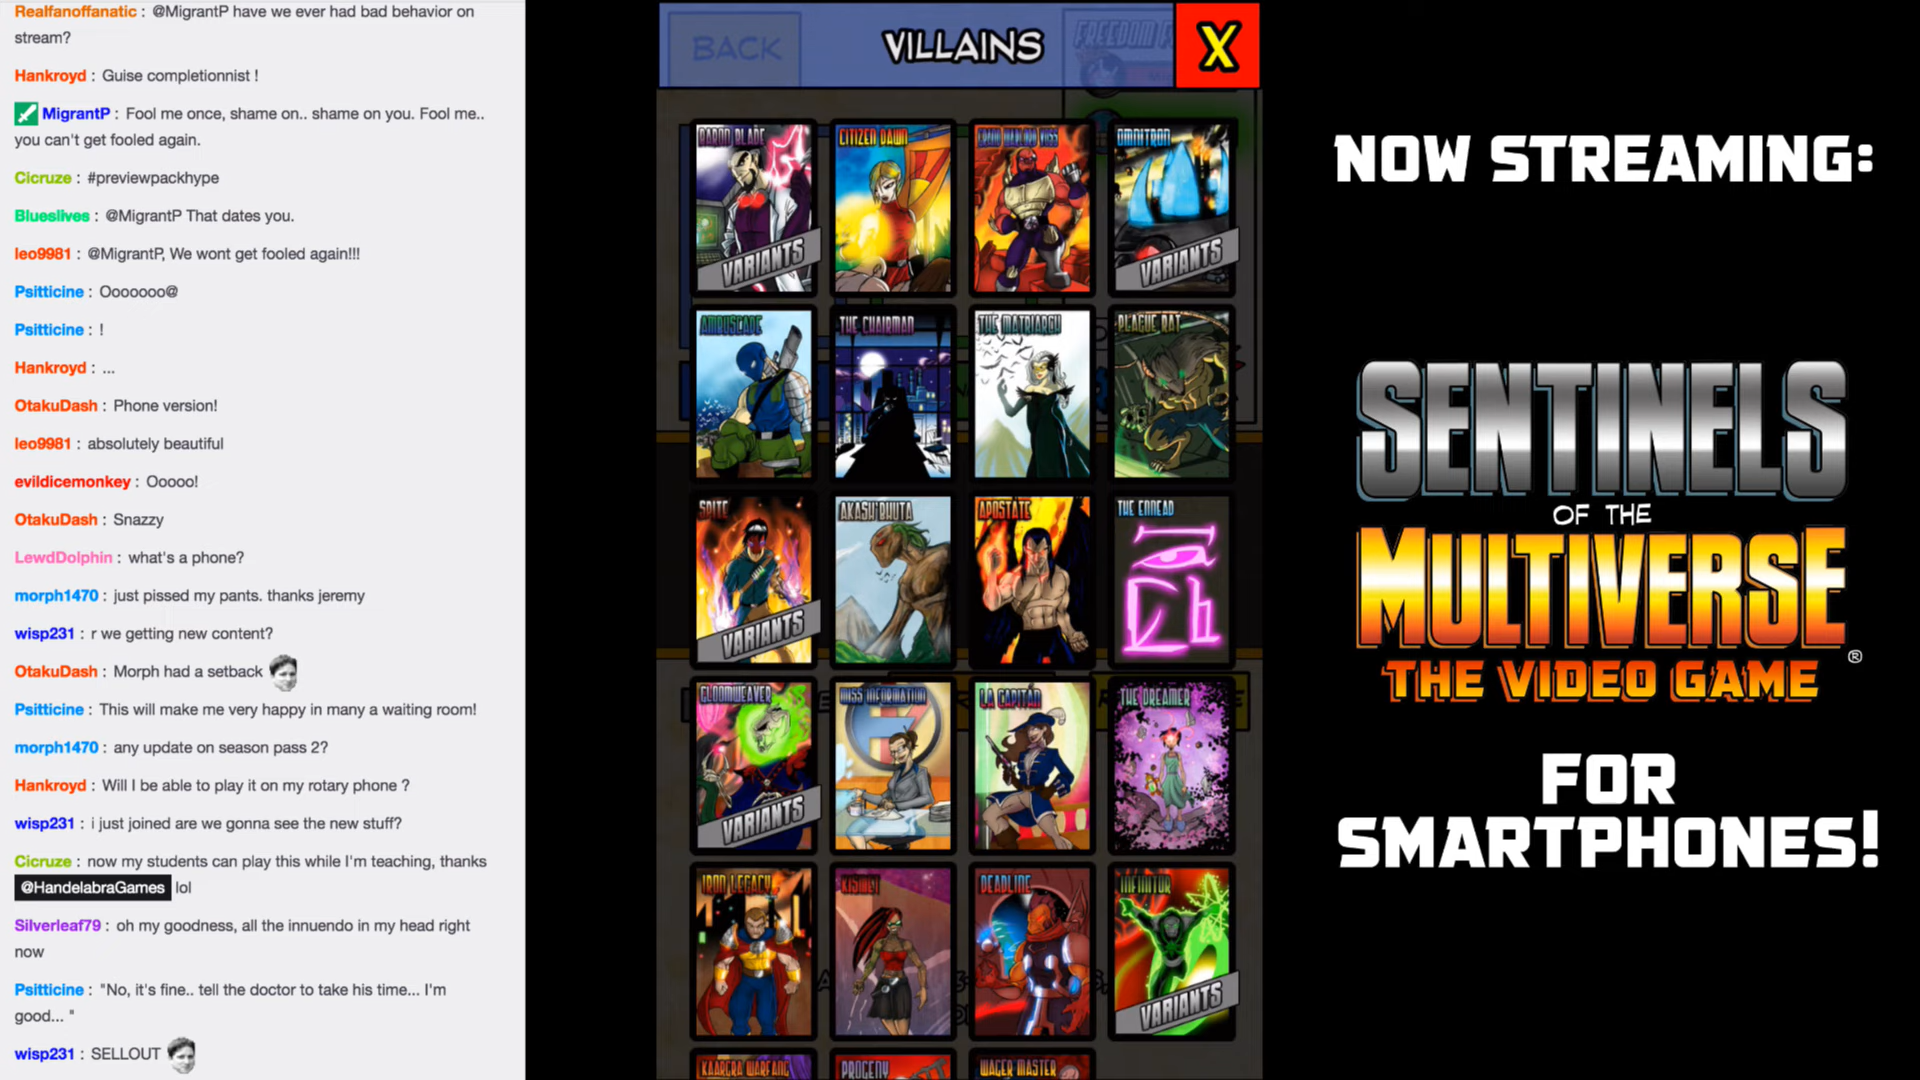 Realfanoffanatic : @MigrantP have we ever had bad behavior on
stream?
Hankroyd : Guise completionnist !
MigrantP : Fool me once, shame on.. shame on you. Fool me..
you can't get fooled again.
Cicruze : #previewpackhype
Blueslives : @MigrantP That dates you.
leo9981 : @MigrantP, We wont get fooled again!!!
Psitticine : Ooooooo@
Psitticine : !
Hankroyd : ...
OtakuDash : Phone version!
leo9981 : absolutely beautiful
evildicemonkey : Ooooo!
OtakuDash : Snazzy
LewdDolphin : what's a phone?
morph1470 : just pissed my pants. thanks jeremy
wisp231 : r we getting new content?
OtakuDash : Morph had a setback
Psitticine : This will make me very happy in many a waiting room!
morph1470 : any update on season pass 2?
Hankroyd : Will I be able to play it on my rotary phone ?
wisp231 : i just joined are we gonna see the new stuff?
Cicruze : now my students can play this while I'm teaching, thanks
@HandelabraGames lol
Silverleaf79 : oh my goodness, all the innuendo in my head right
now
Psitticine : "No, it's fine.. tell the doctor to take his time... I'm
good... "
wisp231 : SELLOUT
BACK
VILLAINS
FREEDOM F
X
BARON BLADE
VARIANTS
CITIZEN DAWN
GRAND WARLORD VOSS
OMNITRON
VARIANTS
AMBUSCADE
THE CHAIRMAN
THE MATRIARCH
PLAGUE RAT
SPITE
VARIANTS
AKASH'BHUTA
APOSTATE
THE ENNEAD
GLOOMWEAVER
VARIANTS
MISS INFORMATION
LA CAPITAN
THE DREAMER
IRON LEGACY
KISMET
DEADLINE
INFINITOR
VARIANTS
KAARGRA WARFANG
PROGENY
WAGER MASTER
NOW STREAMING:
SENTINELS
OF THE
MULTIVERSE
®
THE VIDEO GAME
FOR
SMARTPHONES!